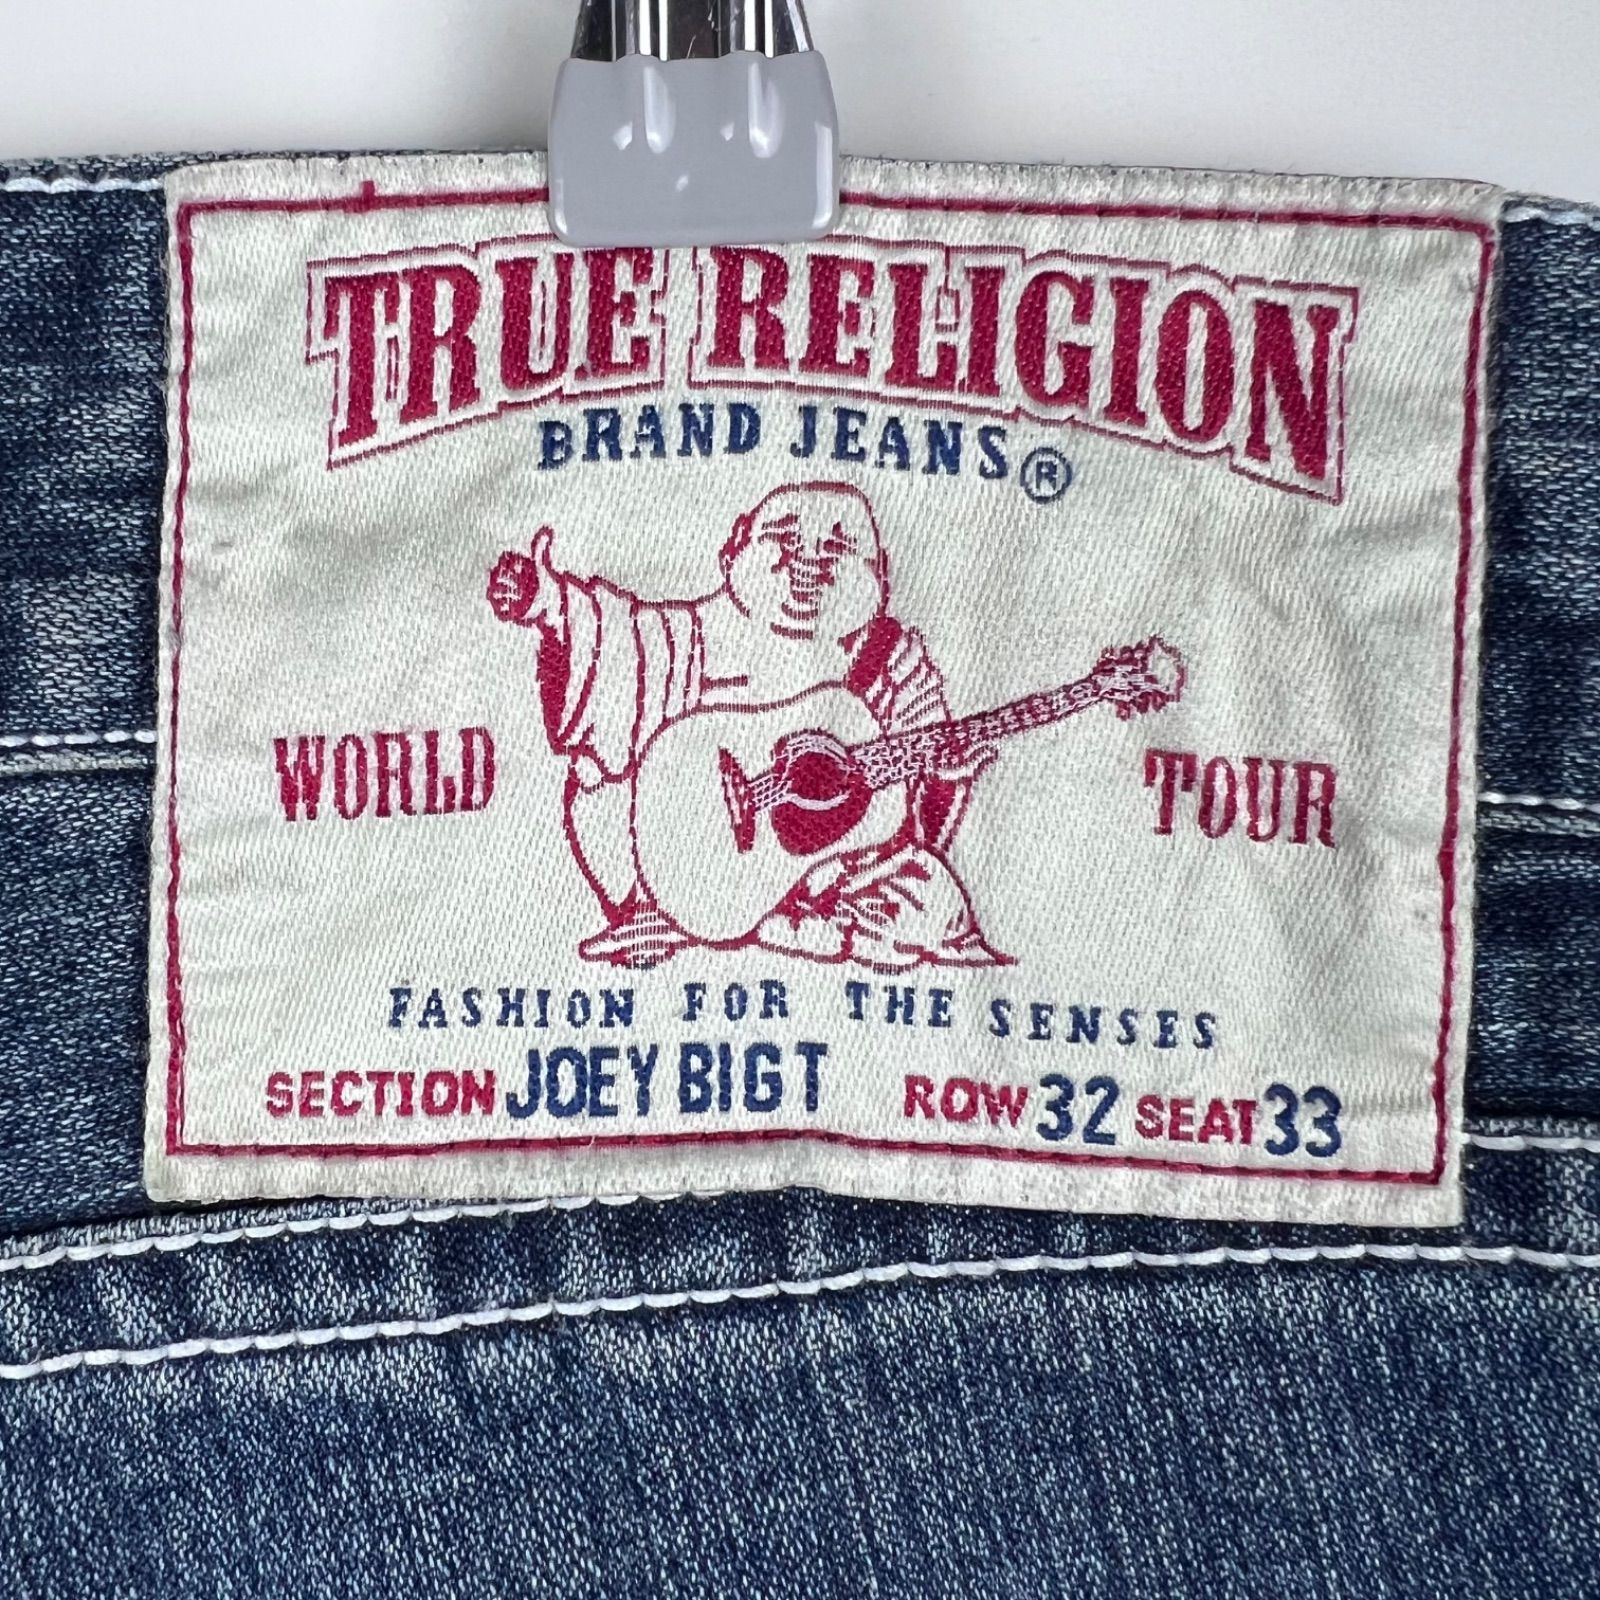 TRUE RELIGION
BRAND JEANS®
WORLD TOUR
FASHION FOR THE SENSES
SECTION JOEY BIG T ROW 32 SEAT 33